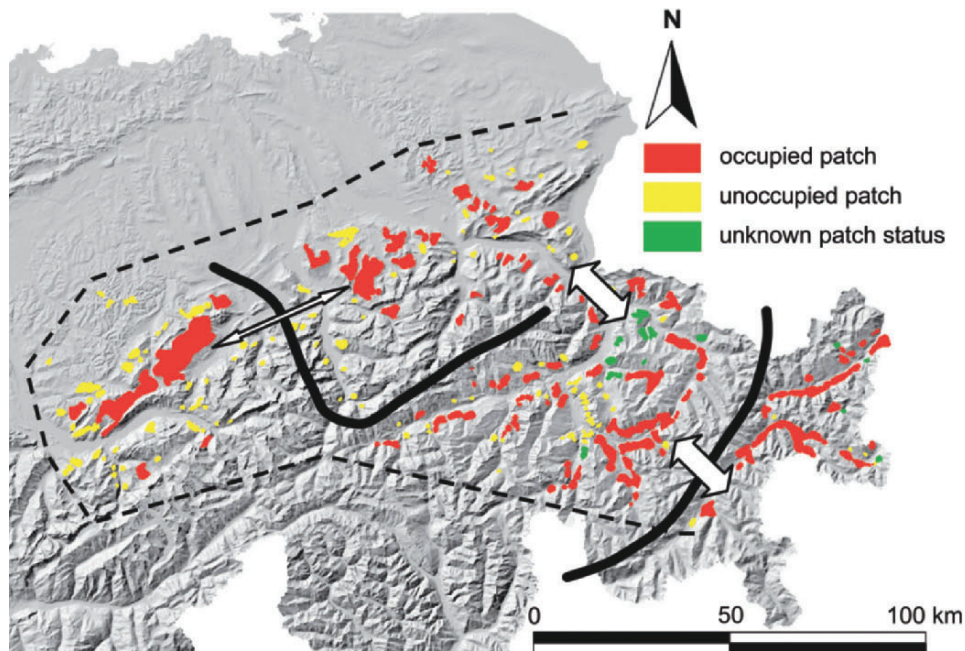 N
occupied patch
unoccupied patch
unknown patch status
0 50 100 km